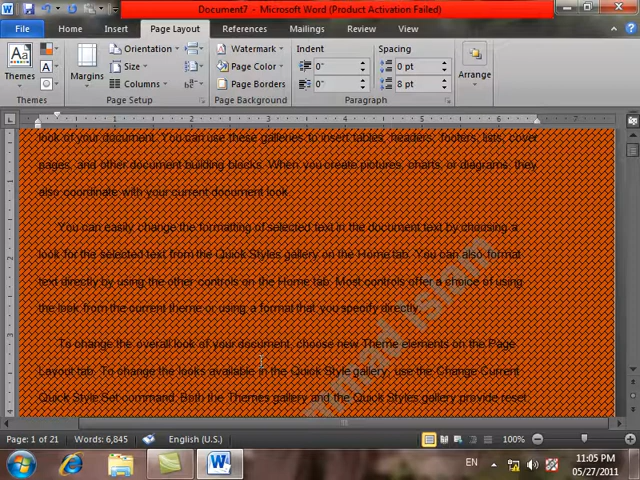 Document7 - Microsoft Word (Product Activation Failed)
File Home Insert Page Layout References Mailings Review View
Themes
Themes
Margins
Orientation
Size
Columns
Page Setup
Watermark
Page Color
Page Borders
Page Background
Indent
0"
0"
Spacing
0 pt
8 pt
Paragraph
Arrange
1 2 3 4 5 6 7
look of your document. You can use these galleries to insert tables, headers, footers, lists, cover
pages, and other document building blocks. When you create pictures, charts, or diagrams, they
also coordinate with your current document look
You can easily change the formatting of selected text in the document text by choosing a
look for the selected text from the Quick Styles gallery on the Home tab. You can also format
text directly by using the other controls on the Home tab. Most controls offer a choice of using
the look from the current theme or using a format that you specify directly.
To change the overall look of your document, choose new Theme elements on the Page
Layout tab. To change the looks available in the Quick Style gallery, use the Change Current
Quick Style Set command. Both the Themes gallery and the Quick Styles gallery provide reset
Page: 1 of 21 Words: 6,845 English (U.S.) 100%
EN
11:05 PM
05/27/2011